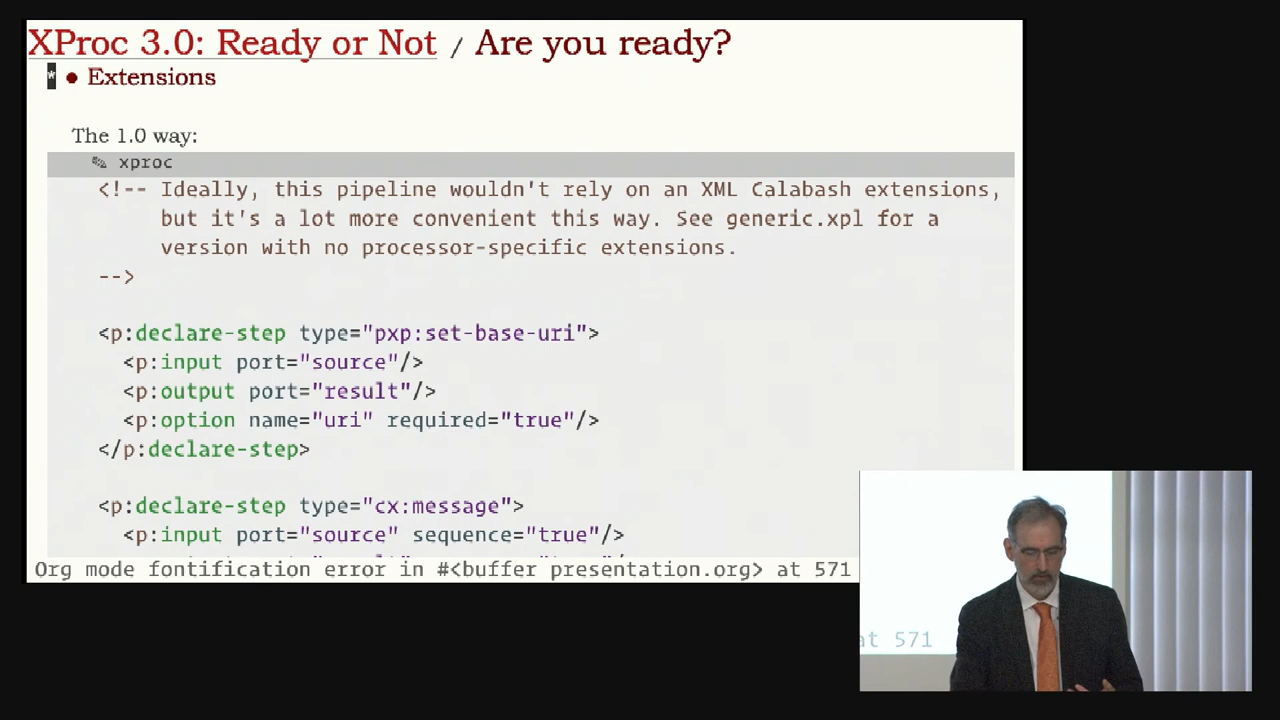 XProc 3.0: Ready or Not / Are you ready?
* ● Extensions
The 1.0 way:
xproc
<!-- Ideally, this pipeline wouldn't rely on an XML Calabash extensions,
but it's a lot more convenient this way. See generic.xpl for a
version with no processor-specific extensions.
-->
<p:declare-step type="pxp:set-base-uri">
<p:input port="source"/>
<p:output port="result"/>
<p:option name="uri" required="true"/>
</p:declare-step>
<p:declare-step type="cx:message">
<p:input port="source" sequence="true"/>
Org mode fontification error in #<buffer presentation.org> at 571
at 571